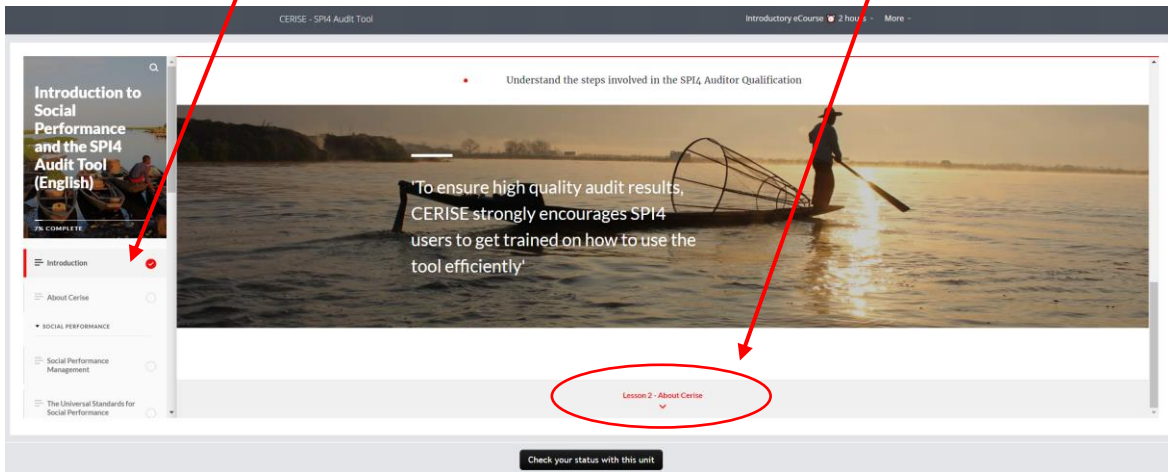 CERISE - SPI4 Audit Tool
Introductory eCourse ⏰ 2 hours
More
Introduction to
Social
Performance
and the SPI4
Audit Tool
(English)
7% COMPLETE
Introduction
About Cerise
SOCIAL PERFORMANCE
Social Performance
Management
The Universal Standards for
Social Performance
Understand the steps involved in the SPI4 Auditor Qualification
'To ensure high quality audit results,
CERISE strongly encourages SPI4
users to get trained on how to use the
tool efficiently'
Lesson 2 - About Cerise
Check your status with this unit